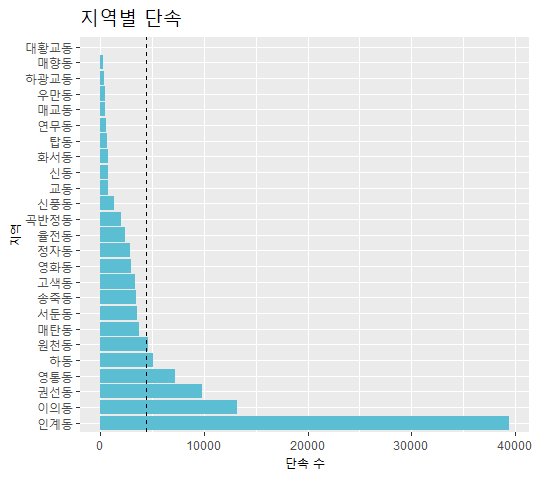 지역별 단속
대황교동
매향동
하광교동
우만동
매교동
연무동
탑동
화서동
신동
교동
신풍동
곡반정동
율전동
정자동
영화동
고색동
송죽동
서둔동
매탄동
원천동
하동
영통동
권선동
이의동
인계동
지역
0 10000 20000 30000 40000
단속 수